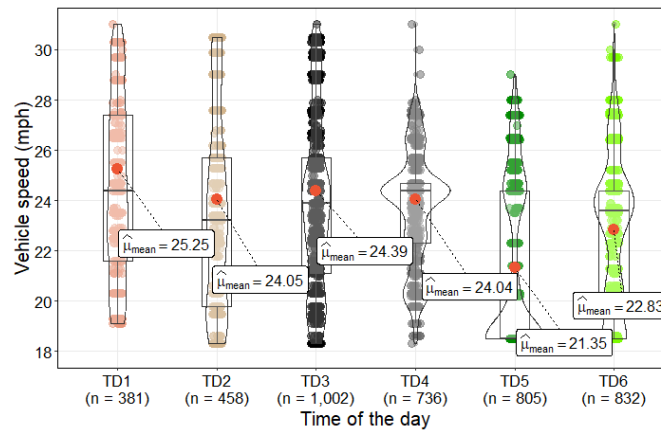 Vehicle speed (mph)
30
28
26
24
22
20
18
μ̂mean = 25.25
μ̂mean = 24.05
μ̂mean = 24.39
μ̂mean = 24.04
μ̂mean = 21.35
μ̂mean = 22.83
TD1 TD2 TD3 TD4 TD5 TD6
(n = 381) (n = 458) (n = 1,002) (n = 736) (n = 805) (n = 832)
Time of the day